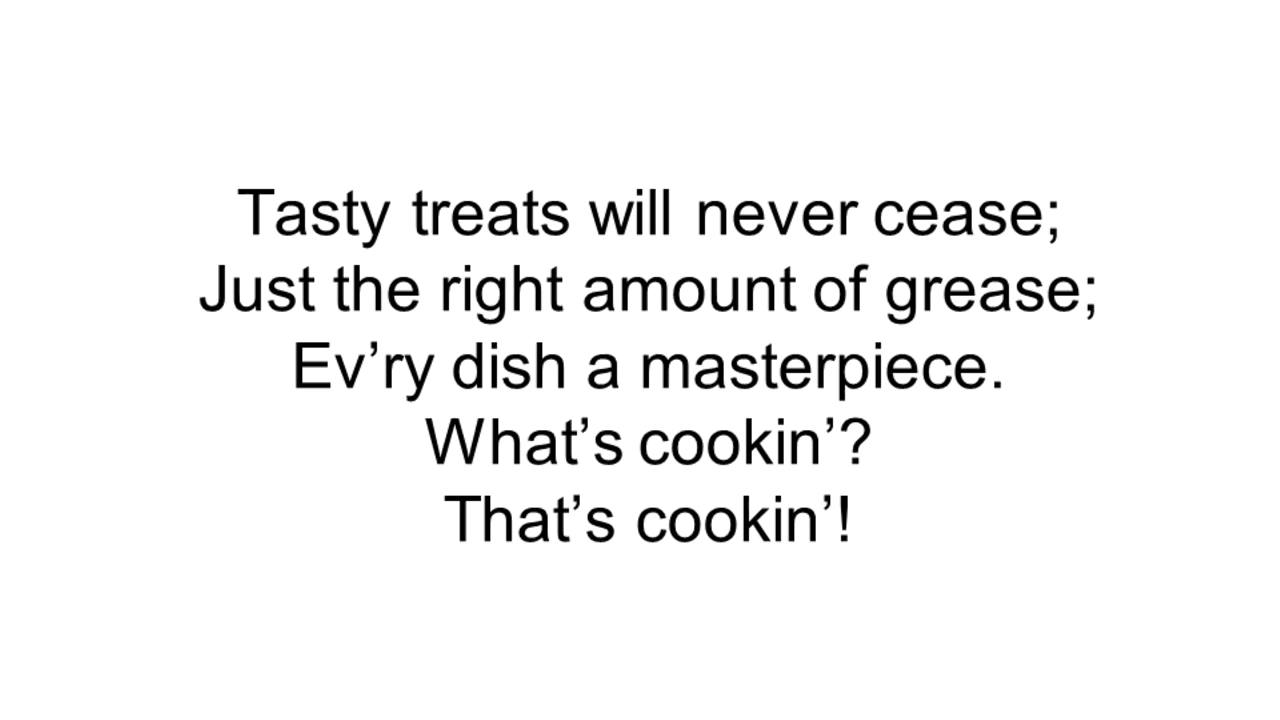 Tasty treats will never cease;
Just the right amount of grease;
Ev’ry dish a masterpiece.
What’s cookin’?
That’s cookin’!